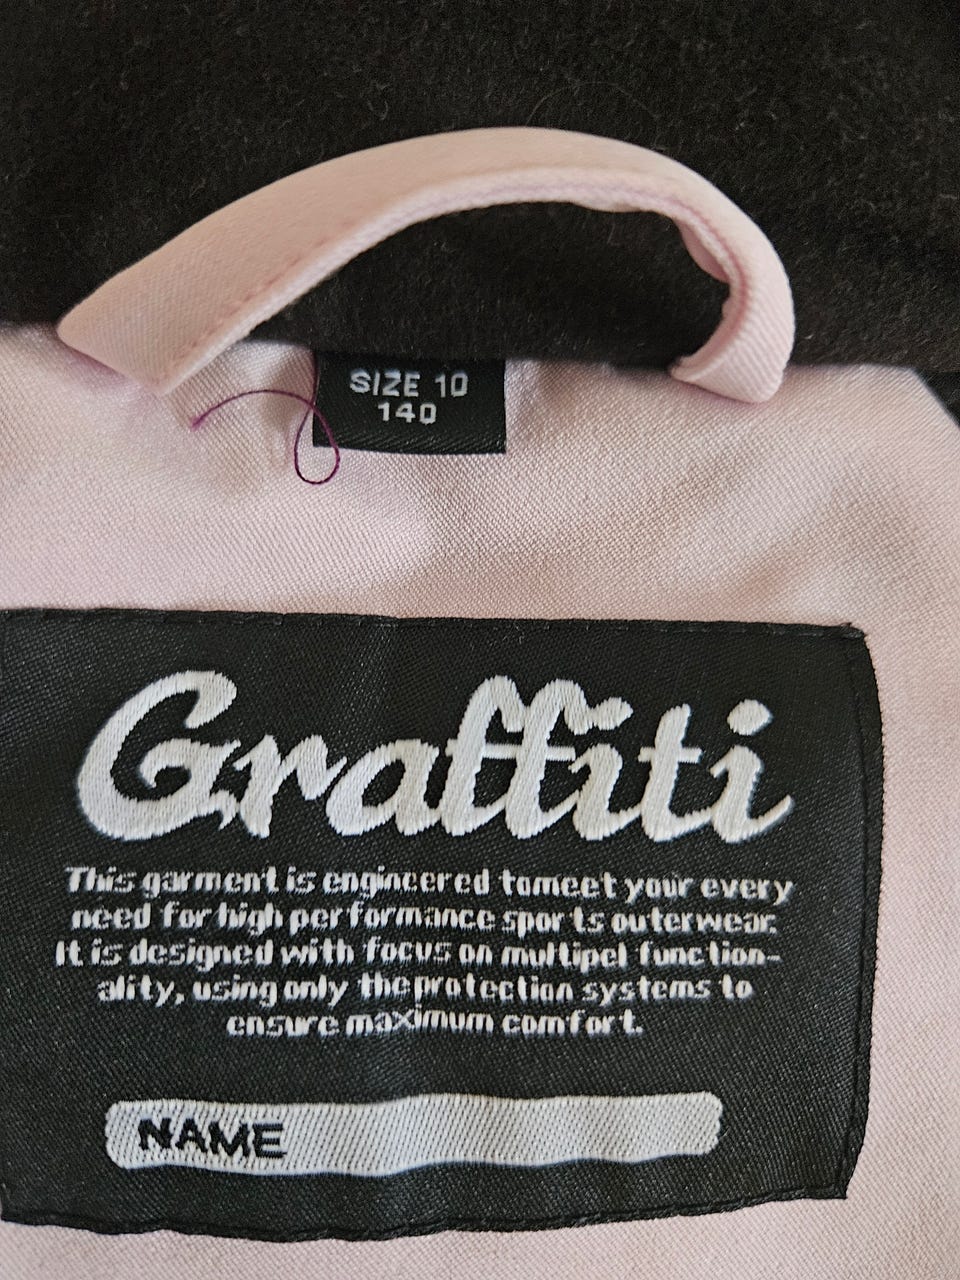 SIZE 10
140
Graffiti
This garment is engineered tomeet your every
need for high performance sports outerwear.
It is designed with focus on multipel function-
ality, using only the protection systems to
ensure maximum comfort.
NAME